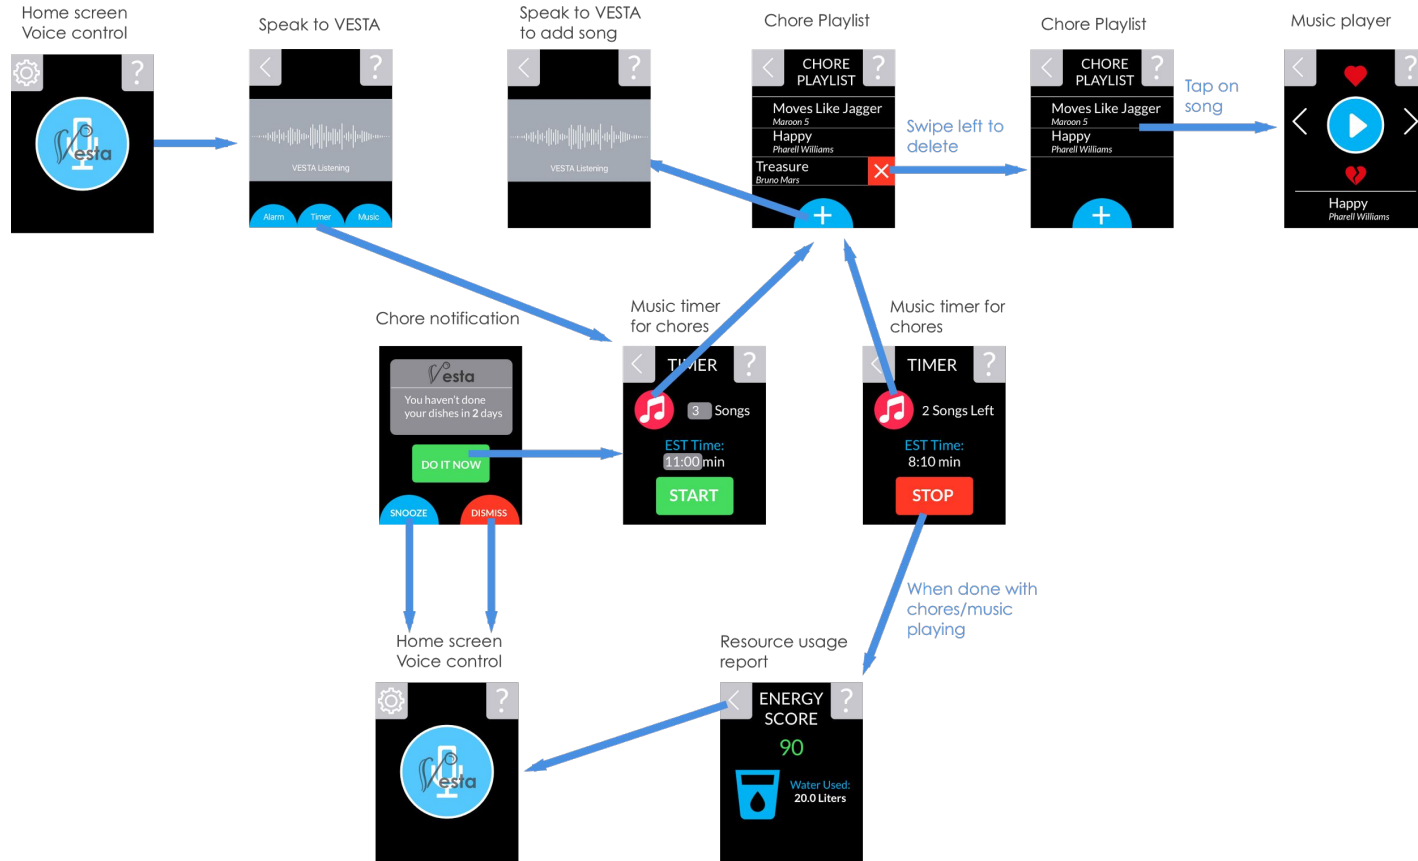 Home screen
Voice control
?
Vesta
Speak to VESTA
?
VESTA Listening
Alarm
Timer
Music
Speak to VESTA
to add song
?
VESTA Listening
Chore Playlist
CHORE
PLAYLIST
?
Moves Like Jagger
Maroon 5
Happy
Pharell Williams
Treasure
Bruno Mars
+
Swipe left to
delete
Chore Playlist
CHORE
PLAYLIST
?
Moves Like Jagger
Maroon 5
Happy
Pharell Williams
+
Tap on
song
Music player
?
Happy
Pharell Williams
Chore notification
Vesta
You haven't done
your dishes in 2 days
DO IT NOW
SNOOZE
DISMISS
Music timer
for chores
TIMER
?
3 Songs
EST Time:
11:00 min
START
Music timer for
chores
TIMER
?
2 Songs Left
EST Time:
8:10 min
STOP
When done with
chores/music
playing
Home screen
Voice control
?
Vesta
Resource usage
report
ENERGY
SCORE
?
90
Water Used:
20.0 Liters